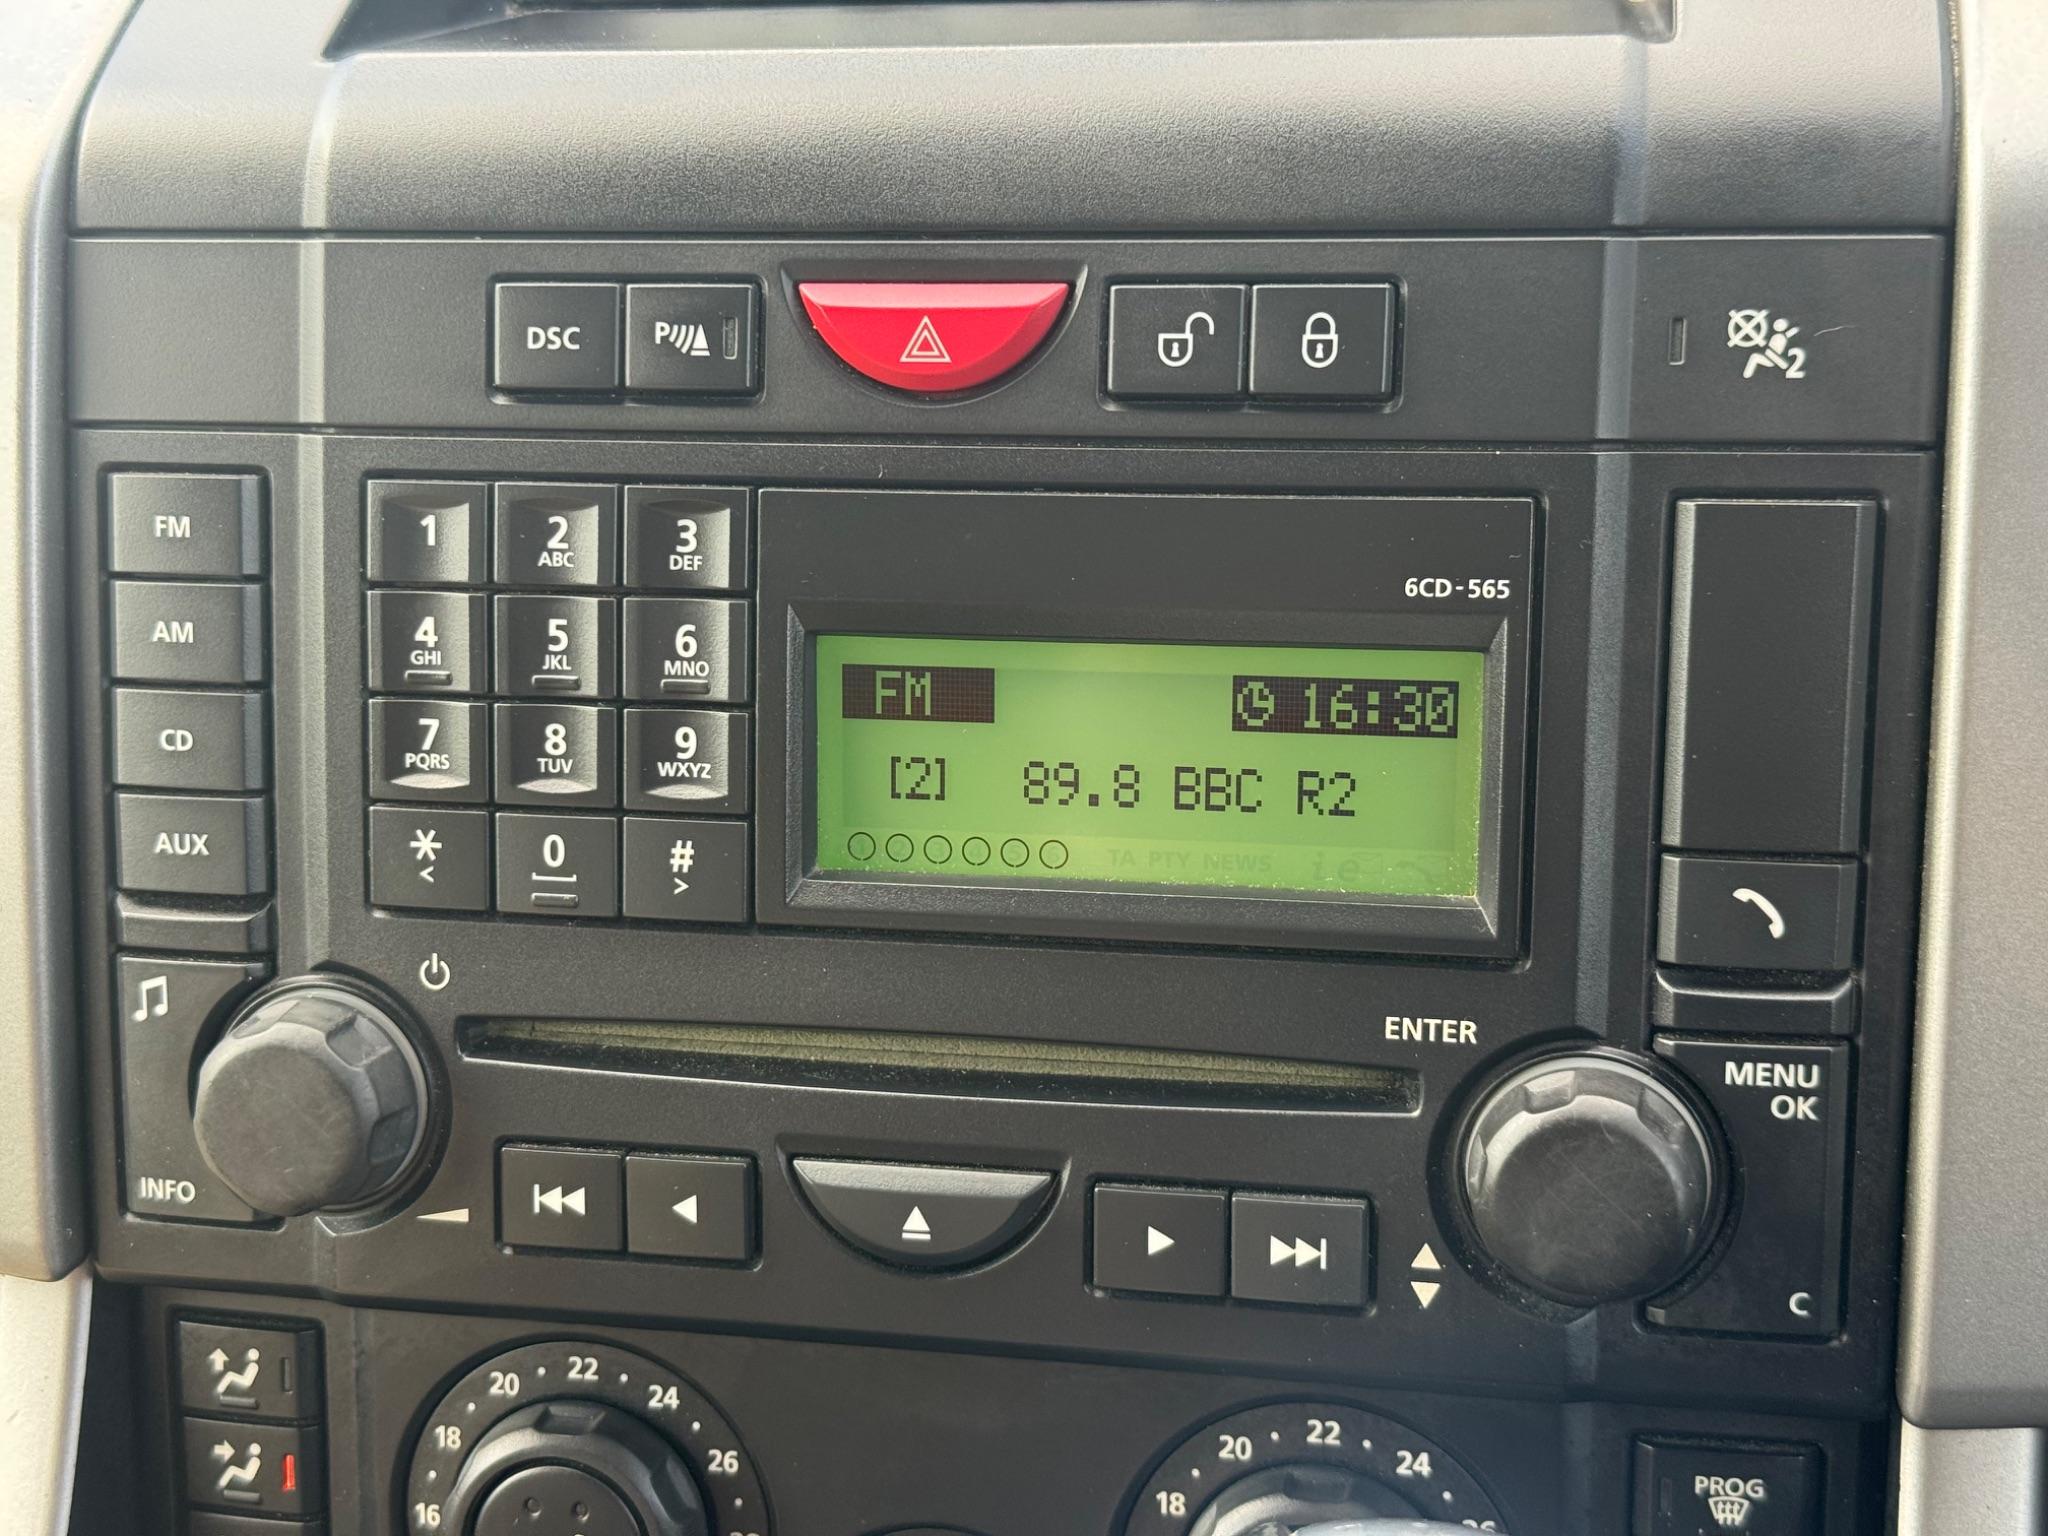 DSC
P
2
FM
AM
CD
AUX
INFO
1
2
ABC
3
DEF
4
GHI
5
JKL
6
MNO
7
PQRS
8
TUV
9
WXYZ
*
<
0
#
>
6CD-565
FM
16:30
[2] 89.8 BBC R2
TA PTY NEWS
ENTER
MENU
OK
C
16 18 20 22 24 26
18 20 22 24
PROG